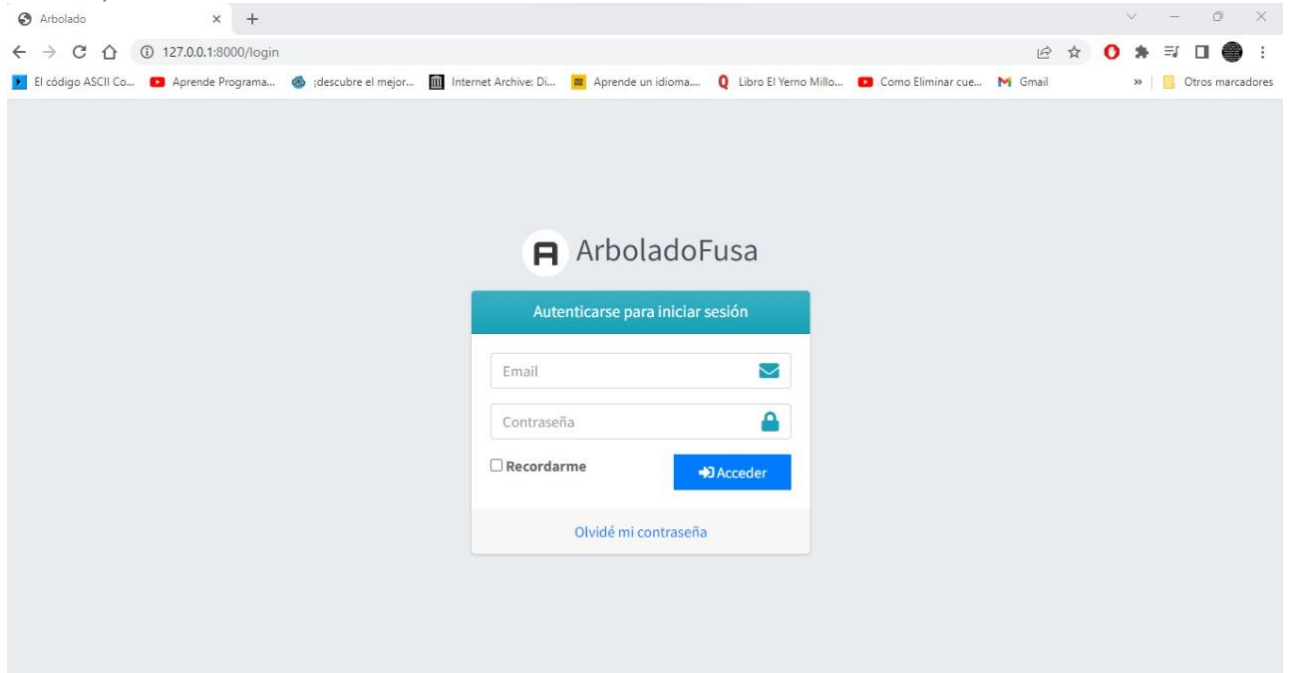 Arbolado
127.0.0.1:8000/login
El código ASCII Co... Aprende Programa... ¡descubre el mejor... Internet Archive: Di... Aprende un idioma.... Libro El Yerno Millo... Como Eliminar cue... Gmail » Otros marcadores
ArboladoFusa
Autenticarse para iniciar sesión
Email
Contraseña
Recordarme
Acceder
Olvidé mi contraseña